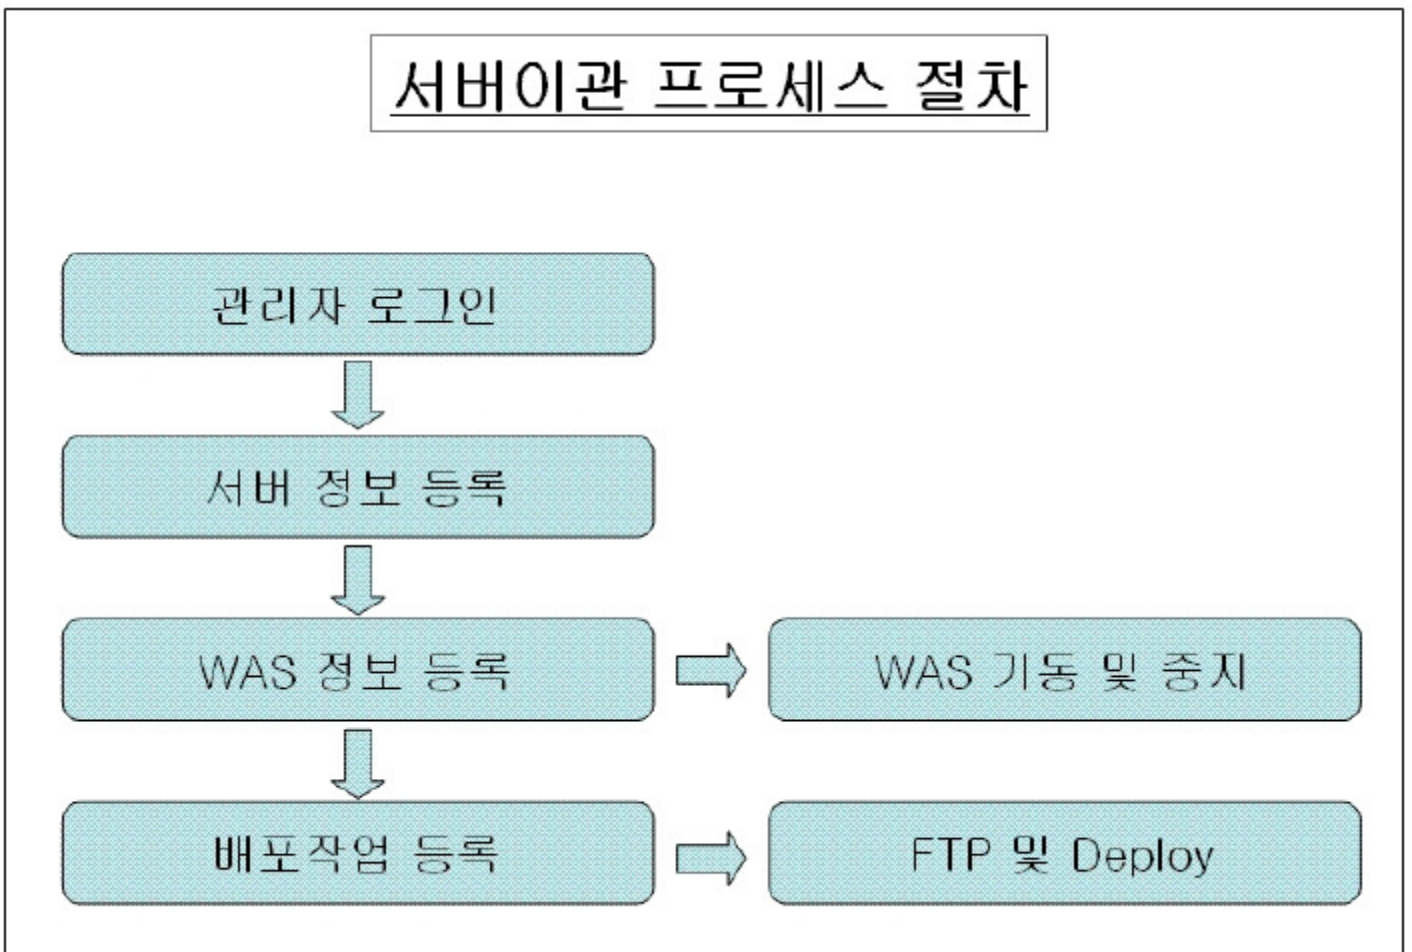 서버이관 프로세스 절차
관리자 로그인
서버 정보 등록
WAS 정보 등록
WAS 기동 및 중지
배포작업 등록
FTP 및 Deploy